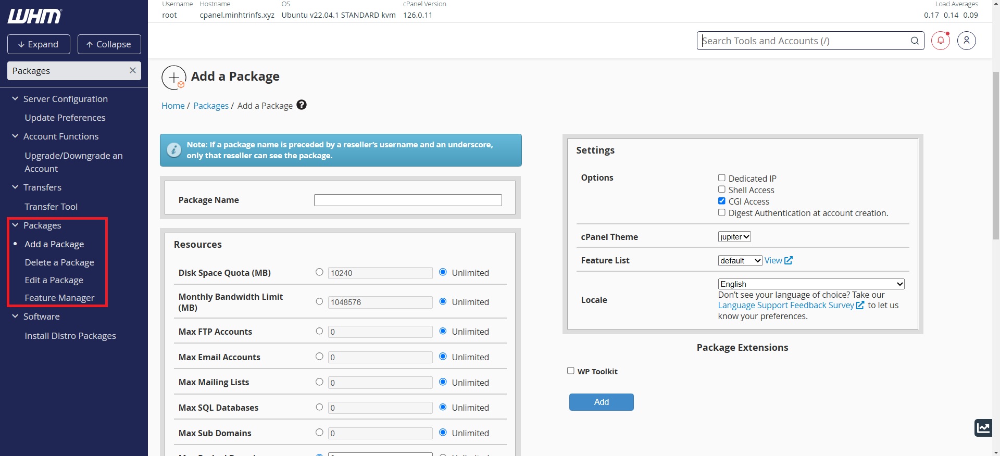 WHM
Expand
Collapse
Packages
Server Configuration
Update Preferences
Account Functions
Upgrade/Downgrade an
Account
Transfers
Transfer Tool
Packages
Add a Package
Delete a Package
Edit a Package
Feature Manager
Software
Install Distro Packages
Username Hostname OS cPanel Version Load Averages
root cpanel.minhtrinfs.xyz Ubuntu v22.04.1 STANDARD kvm 126.0.11 0.17 0.14 0.09
Search Tools and Accounts (/)
Add a Package
Home / Packages / Add a Package
Note: If a package name is preceded by a reseller’s username and an underscore,
only that reseller can see the package.
Package Name
Resources
Disk Space Quota (MB) 10240 Unlimited
Monthly Bandwidth Limit
(MB) 1048576 Unlimited
Max FTP Accounts 0 Unlimited
Max Email Accounts 0 Unlimited
Max Mailing Lists 0 Unlimited
Max SQL Databases 0 Unlimited
Max Sub Domains 0 Unlimited
Settings
Options
Dedicated IP
Shell Access
CGI Access
Digest Authentication at account creation.
cPanel Theme jupiter
Feature List default View
Locale
English
Don’t see your language of choice? Take our
Language Support Feedback Survey to let us
know your preferences.
Package Extensions
WP Toolkit
Add